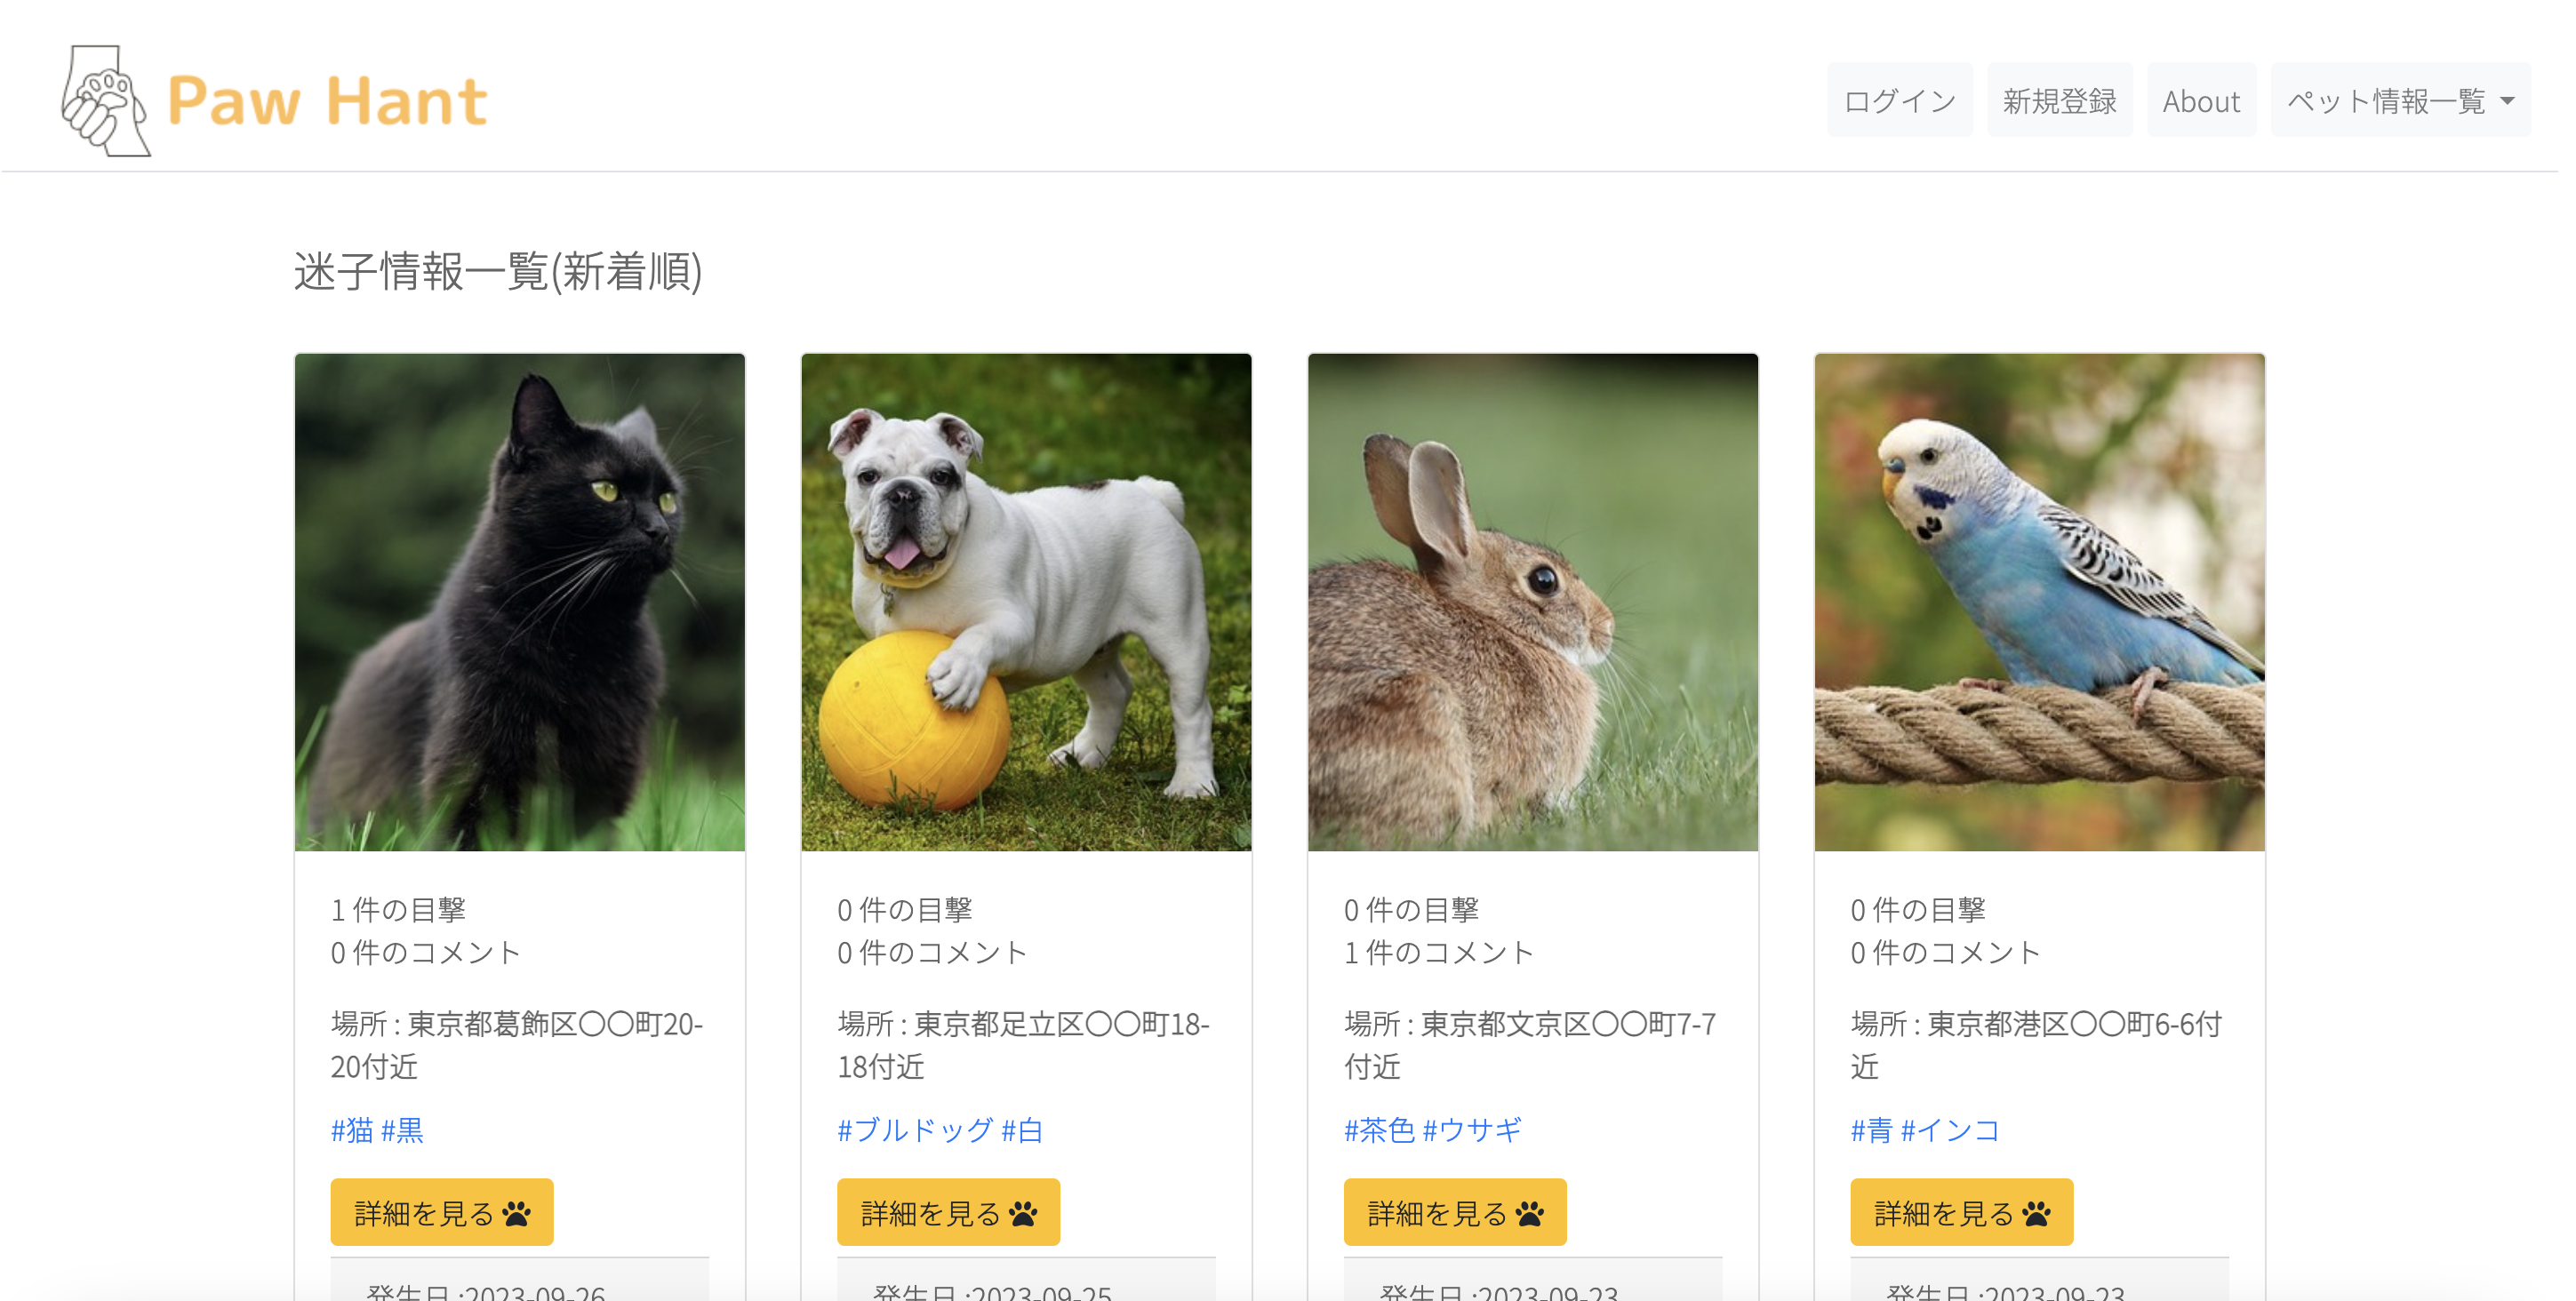 Paw Hant
ログイン 新規登録 About ペット情報一覧
迷子情報一覧(新着順)
1 件の目撃
0 件のコメント
場所 : 東京都葛飾区〇〇町20-
20付近
#猫 #黒
詳細を見る
発生日 :2023-09-26
0 件の目撃
0 件のコメント
場所 : 東京都足立区〇〇町18-
18付近
#ブルドッグ #白
詳細を見る
発生日 :2023-09-25
0 件の目撃
1 件のコメント
場所 : 東京都文京区〇〇町7-7
付近
#茶色 #ウサギ
詳細を見る
発生日 :2023-09-23
0 件の目撃
0 件のコメント
場所 : 東京都港区〇〇町6-6付
近
#青 #インコ
詳細を見る
発生日 :2023-09-23